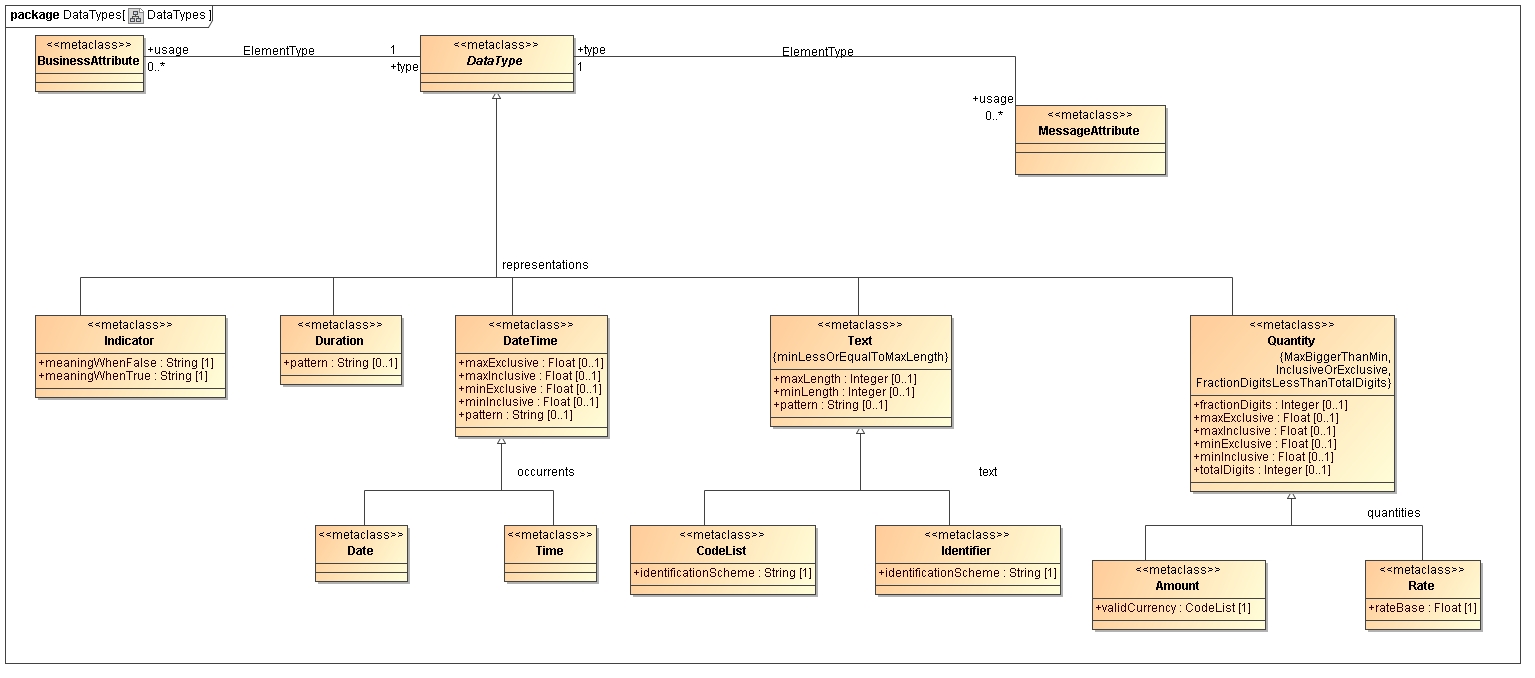 package DataTypes[ DataTypes ]
<<metaclass>>
BusinessAttribute
+usage
0..*
ElementType
1
+type
<<metaclass>>
DataType
+type
1
ElementType
+usage
0..*
<<metaclass>>
MessageAttribute
representations
<<metaclass>>
Indicator
+meaningWhenFalse : String [1]
+meaningWhenTrue : String [1]
<<metaclass>>
Duration
+pattern : String [0..1]
<<metaclass>>
DateTime
+maxExclusive : Float [0..1]
+maxInclusive : Float [0..1]
+minExclusive : Float [0..1]
+minInclusive : Float [0..1]
+pattern : String [0..1]
<<metaclass>>
Text
{minLessOrEqualToMaxLength}
+maxLength : Integer [0..1]
+minLength : Integer [0..1]
+pattern : String [0..1]
<<metaclass>>
Quantity
{MaxBiggerThanMin,
InclusiveOrExclusive,
FractionDigitsLessThanTotalDigits}
+fractionDigits : Integer [0..1]
+maxExclusive : Float [0..1]
+maxInclusive : Float [0..1]
+minExclusive : Float [0..1]
+minInclusive : Float [0..1]
+totalDigits : Integer [0..1]
occurrents
text
quantities
<<metaclass>>
Date
<<metaclass>>
Time
<<metaclass>>
CodeList
+identificationScheme : String [1]
<<metaclass>>
Identifier
+identificationScheme : String [1]
<<metaclass>>
Amount
+validCurrency : CodeList [1]
<<metaclass>>
Rate
+rateBase : Float [1]